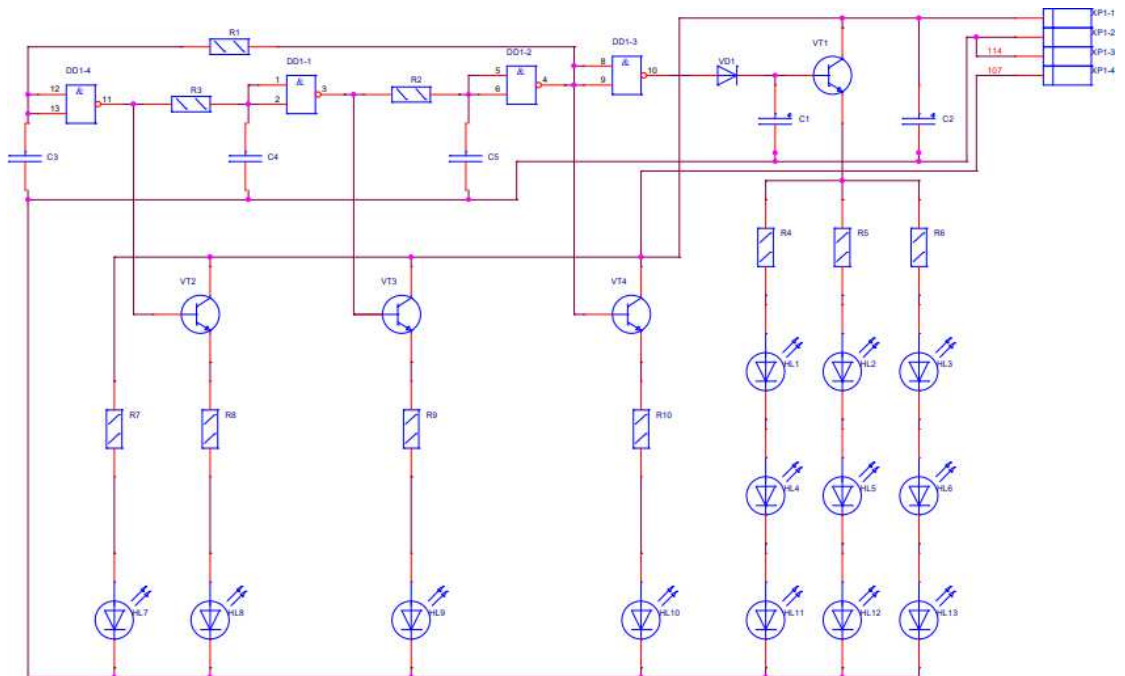 XP1-1
R1
XP1-2
VT1
DD1-2
DD1-3
114
XP1-3
DD1-4
DD1-1
&
8
VD1
107
XP1-4
&
5
&
10
&
1
R2
4
9
12
11
R3
3
6
13
2
C1
C2
C3
C4
C5
R4
R5
R6
VT2
VT3
VT4
HL1
HL2
HL3
R7
R8
R9
R10
HL4
HL5
HL6
HL7
HL8
HL9
HL10
HL11
HL12
HL13